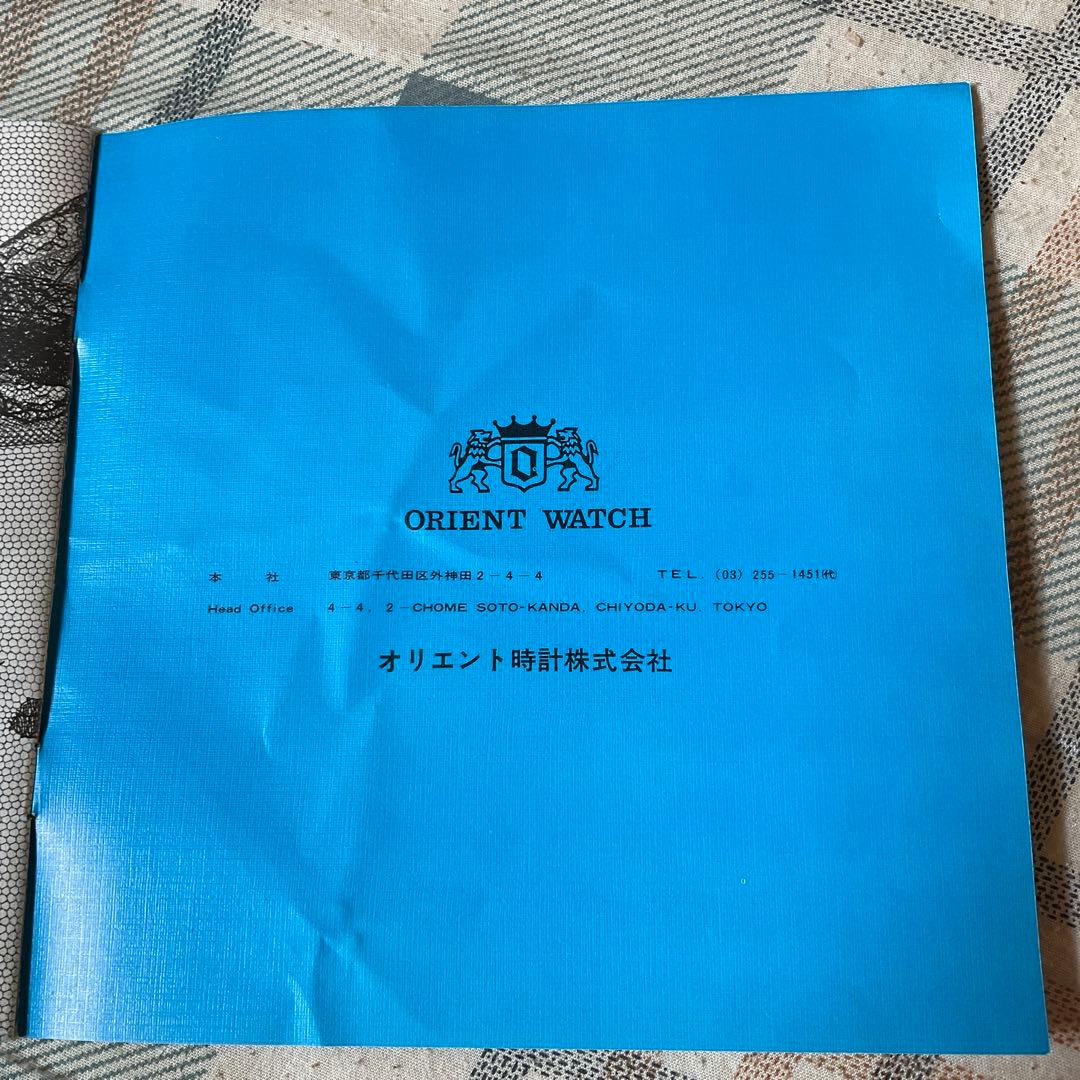 O
ORIENT WATCH
本 社 東京都千代田区外神田2-4-4 TEL. (03) 255-1451(代)
Head Office 4-4, 2-CHOME SOTO-KANDA, CHIYODA-KU. TOKYO
オリエント時計株式会社